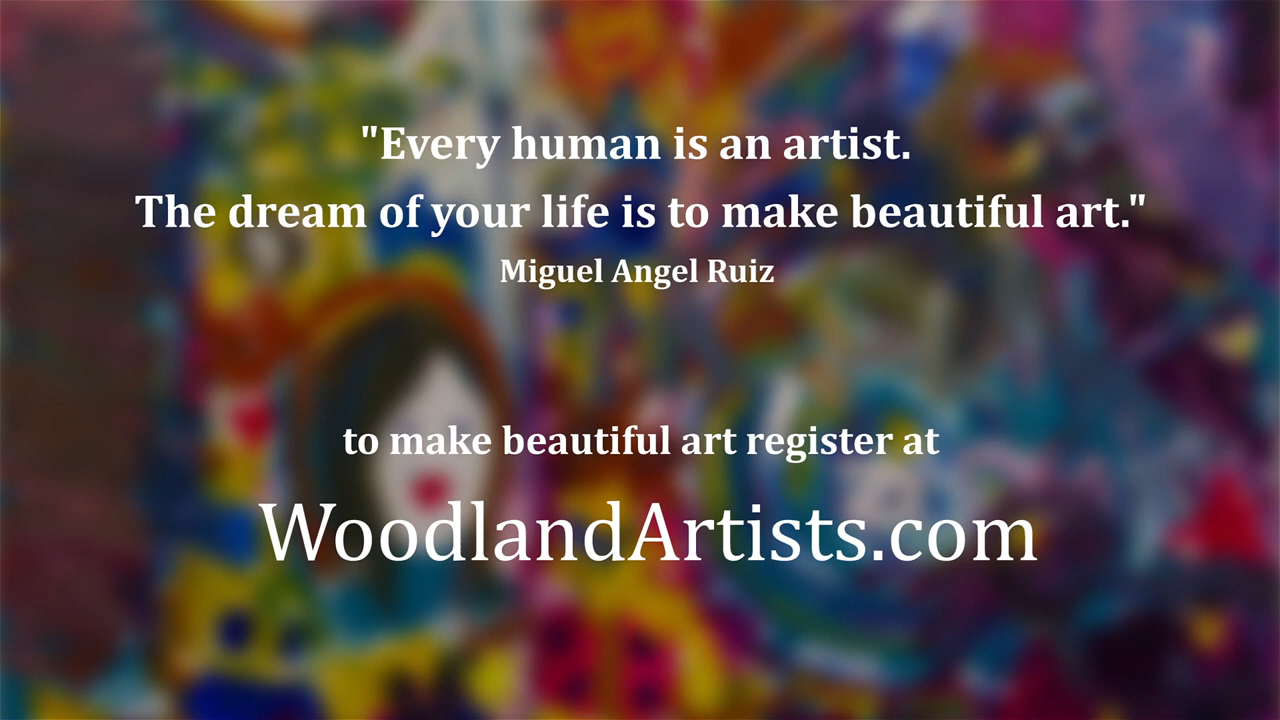 "Every human is an artist.
The dream of your life is to make beautiful art."
Miguel Angel Ruiz
to make beautiful art register at
WoodlandArtists.com